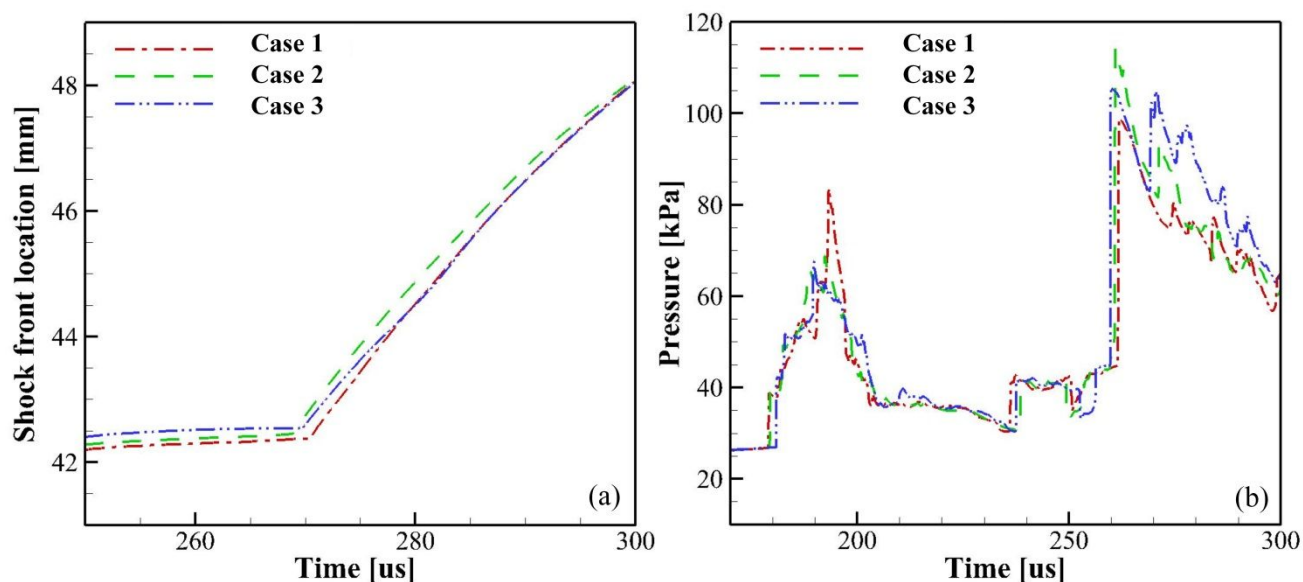 Case 1
Case 2
Case 3
Shock front location [mm]
48
46
44
42
260
280
300
Time [us]
(a)
Case 1
Case 2
Case 3
Pressure [kPa]
120
100
80
60
40
20
200
250
300
Time [us]
(b)